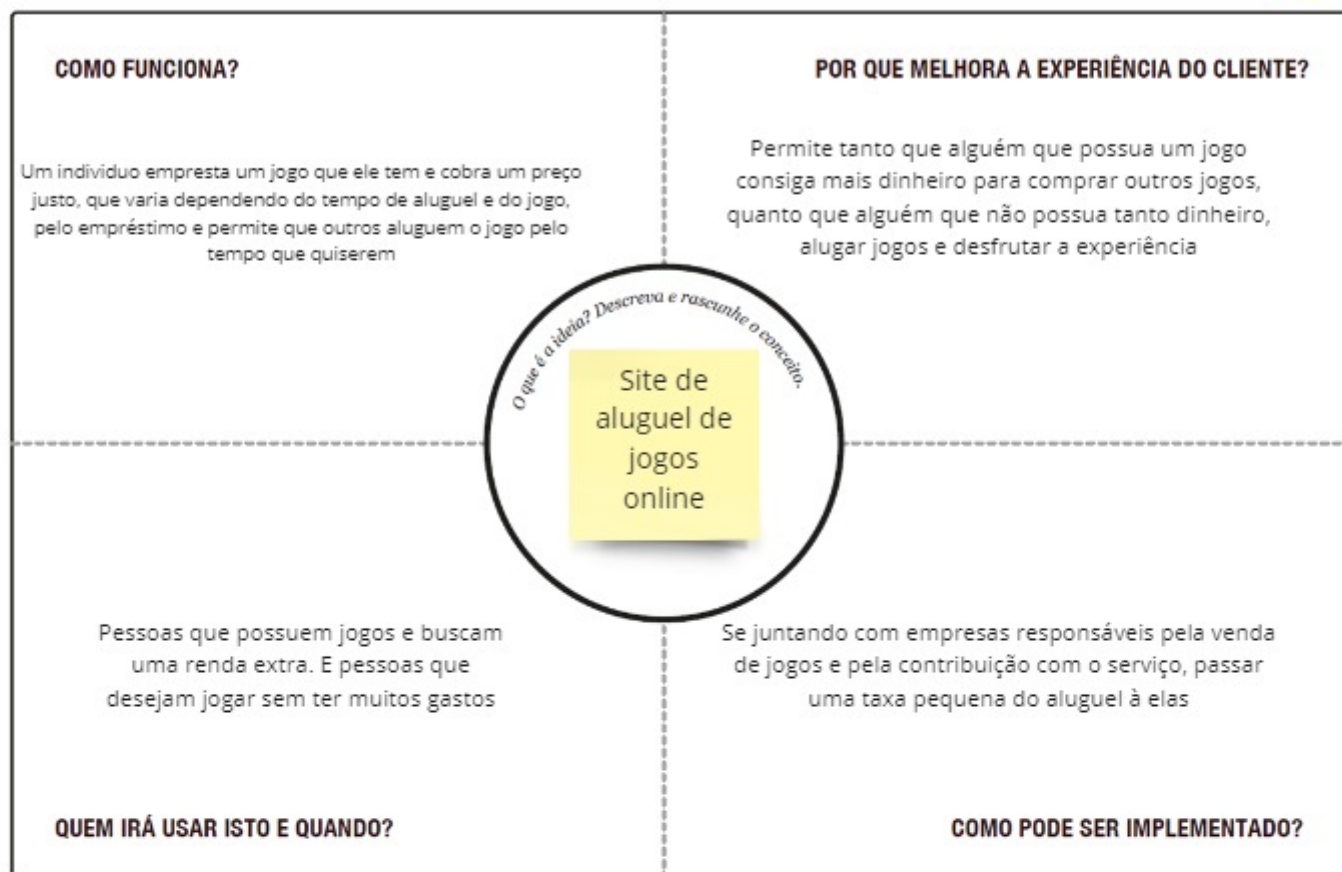 COMO FUNCIONA?
Um individuo empresta um jogo que ele tem e cobra um preço
justo, que varia dependendo do tempo de aluguel e do jogo,
pelo empréstimo e permite que outros aluguem o jogo pelo
tempo que quiserem
POR QUE MELHORA A EXPERIÊNCIA DO CLIENTE?
Permite tanto que alguém que possua um jogo
consiga mais dinheiro para comprar outros jogos,
quanto que alguém que não possua tanto dinheiro,
alugar jogos e desfrutar a experiência
O que é a ideia? Descreva e rascunhe o conceito-
Site de
aluguel de
jogos
online
Pessoas que possuem jogos e buscam
uma renda extra. E pessoas que
desejam jogar sem ter muitos gastos
QUEM IRÁ USAR ISTO E QUANDO?
Se juntando com empresas responsáveis pela venda
de jogos e pela contribuição com o serviço, passar
uma taxa pequena do aluguel à elas
COMO PODE SER IMPLEMENTADO?